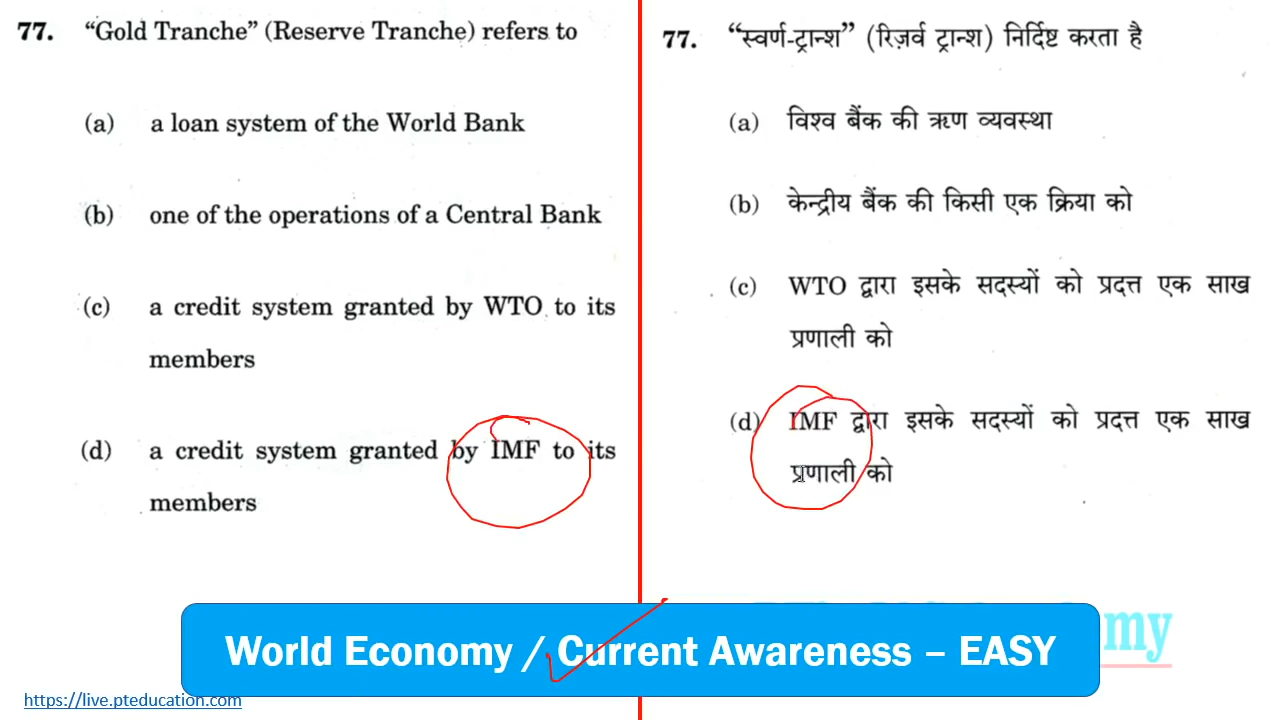 77. “Gold Tranche” (Reserve Tranche) refers to
(a) a loan system of the World Bank
(b) one of the operations of a Central Bank
(c) a credit system granted by WTO to its
members
(d) a credit system granted by IMF to its
members
77. “स्वर्ण-ट्रान्श” (रिज़र्व ट्रान्श) निर्दिष्ट करता है
(a) विश्व बैंक की ऋण व्यवस्था
(b) केन्द्रीय बैंक की किसी एक क्रिया को
(c) WTO द्वारा इसके सदस्यों को प्रदत्त एक साख
प्रणाली को
(d) IMF द्वारा इसके सदस्यों को प्रदत्त एक साख
प्रणाली को
World Economy / Current Awareness – EASY
https://live.pteducation.com